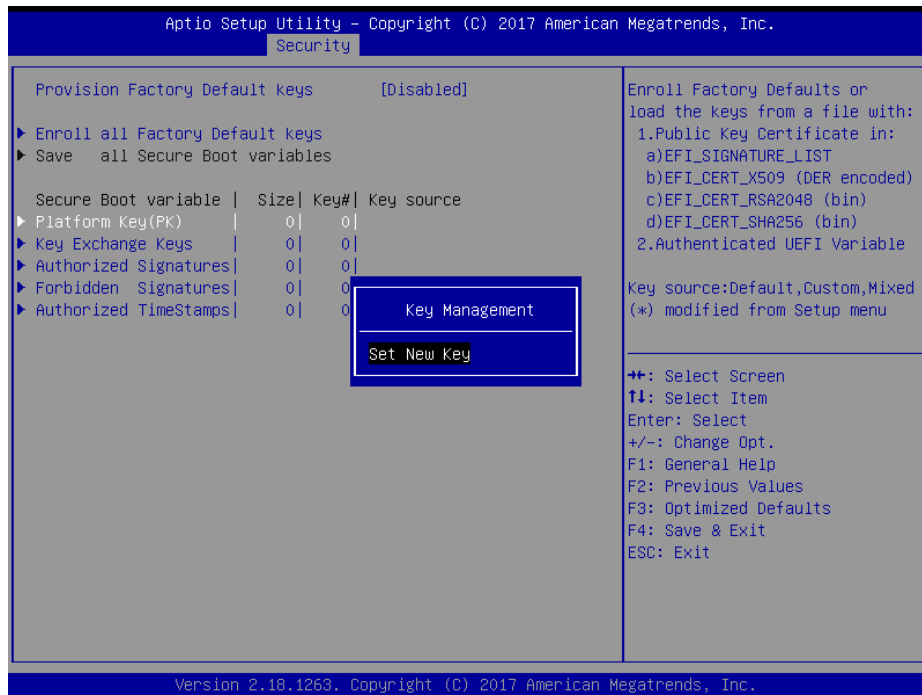 Aptio Setup Utility – Copyright (C) 2017 American Megatrends, Inc.
Security
Provision Factory Default keys [Disabled]
Enroll all Factory Default keys
Save all Secure Boot variables
Secure Boot variable | Size| Key#| Key source
Platform Key(PK) | 0| 0|
Key Exchange Keys | 0| 0|
Authorized Signatures| 0| 0|
Forbidden Signatures| 0| 0
Authorized TimeStamps| 0| 0
Key Management
Set New Key
Enroll Factory Defaults or
load the keys from a file with:
1.Public Key Certificate in:
a)EFI_SIGNATURE_LIST
b)EFI_CERT_X509 (DER encoded)
c)EFI_CERT_RSA2048 (bin)
d)EFI_CERT_SHA256 (bin)
2.Authenticated UEFI Variable
Key source:Default,Custom,Mixed
(*) modified from Setup menu
→←: Select Screen
↑↓: Select Item
Enter: Select
+/-: Change Opt.
F1: General Help
F2: Previous Values
F3: Optimized Defaults
F4: Save & Exit
ESC: Exit
Version 2.18.1263. Copyright (C) 2017 American Megatrends, Inc.